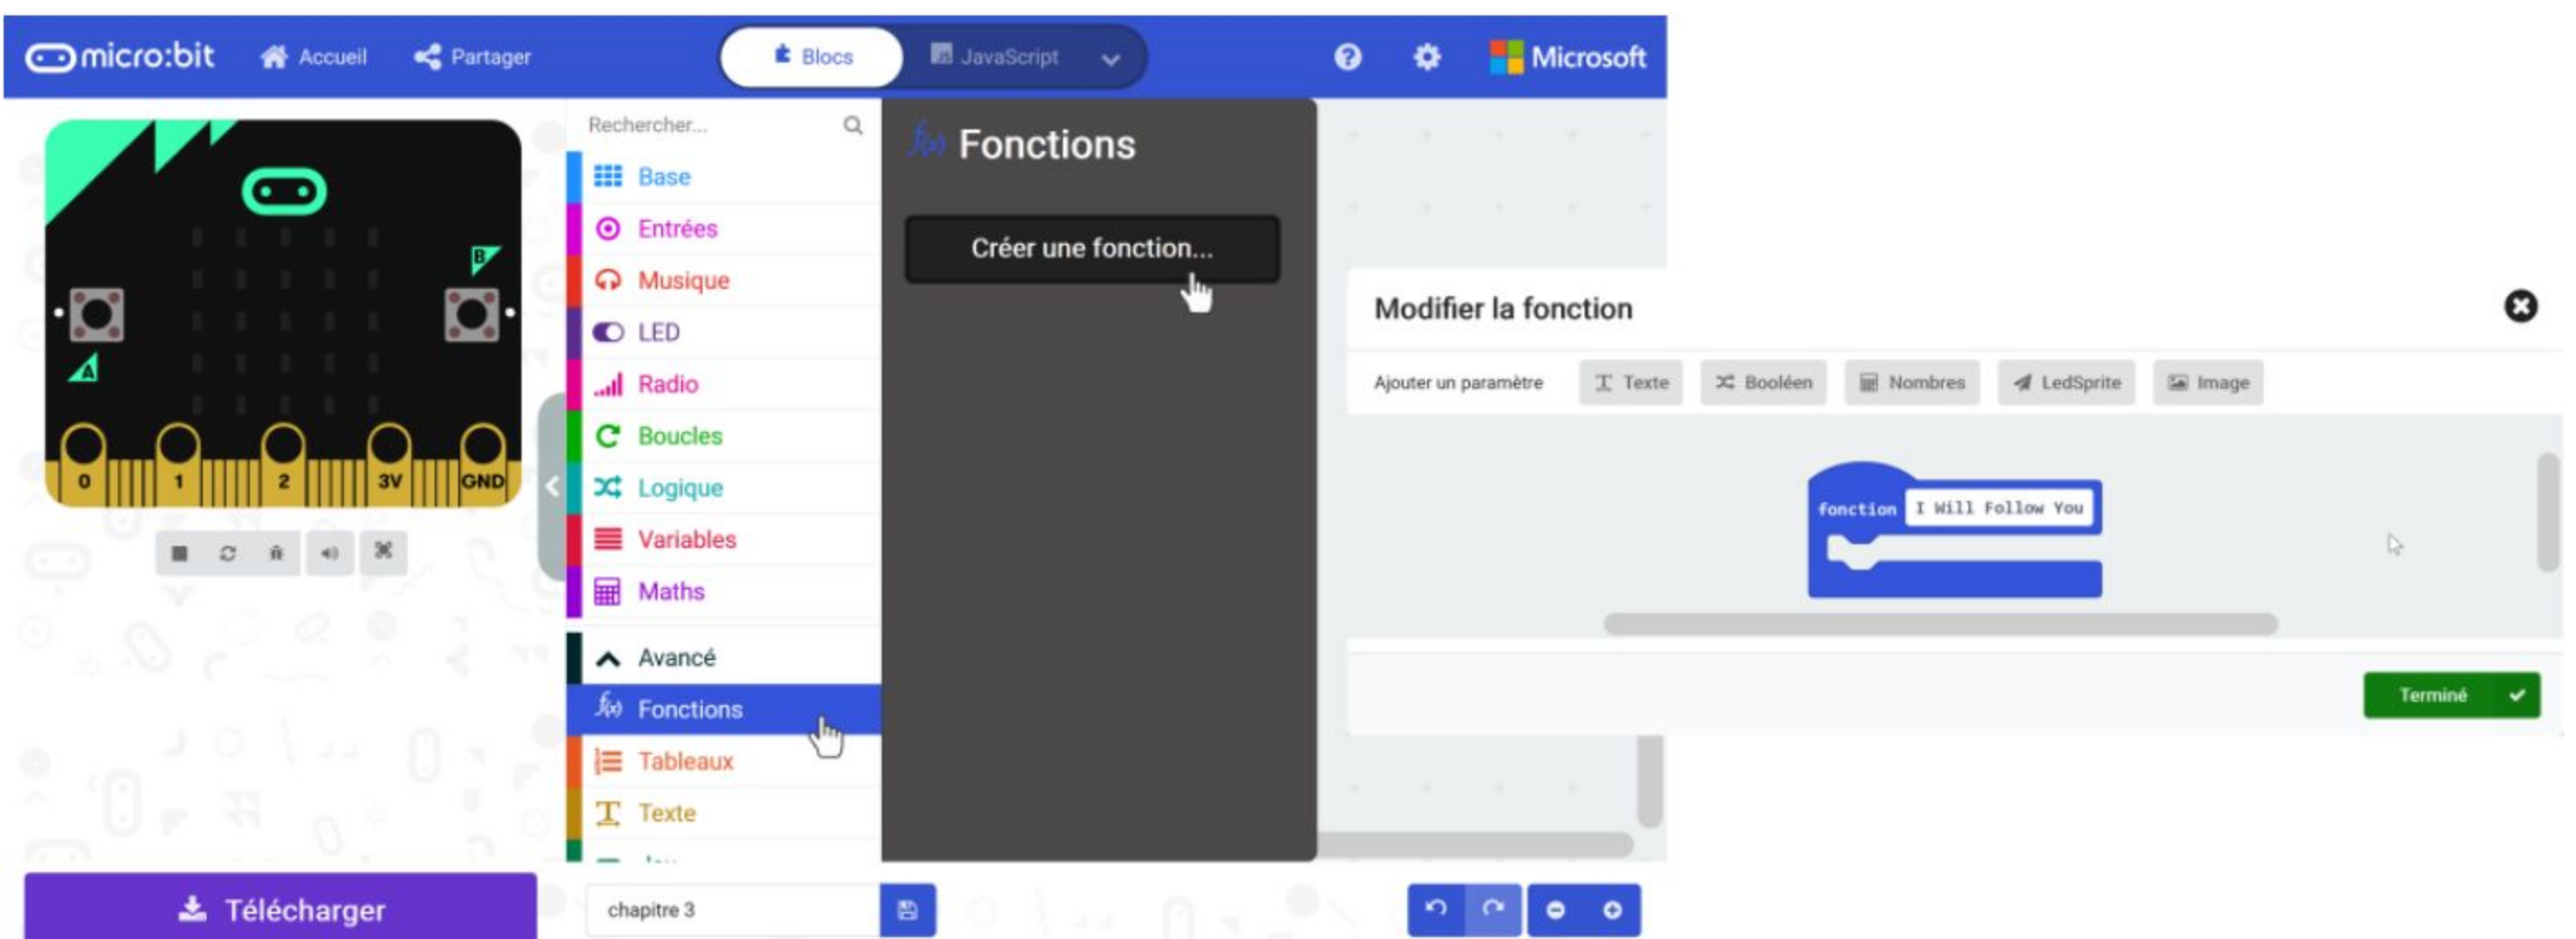 micro:bit
Accueil
Partager
Blocs
JavaScript
Microsoft
B
A
0
1
2
3V
GND
Télécharger
Rechercher...
Base
Entrées
Musique
LED
Radio
Boucles
Logique
Variables
Maths
Avancé
f(x) Fonctions
Tableaux
Texte
chapitre 3
f(x) Fonctions
Créer une fonction...
Modifier la fonction
Ajouter un paramètre
Texte
Booléen
Nombres
LedSprite
Image
fonction I Will Follow You
Terminé